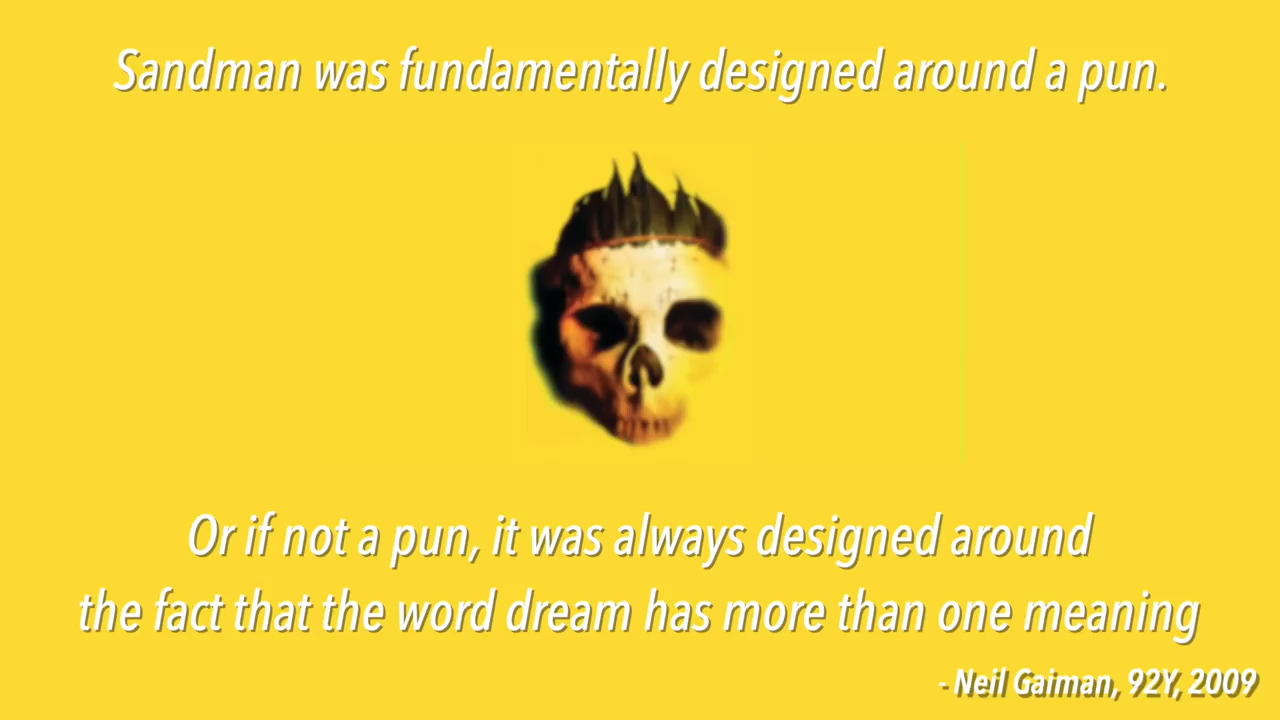 Sandman was fundamentally designed around a pun.
Or if not a pun, it was always designed around
the fact that the word dream has more than one meaning
- Neil Gaiman, 92Y, 2009